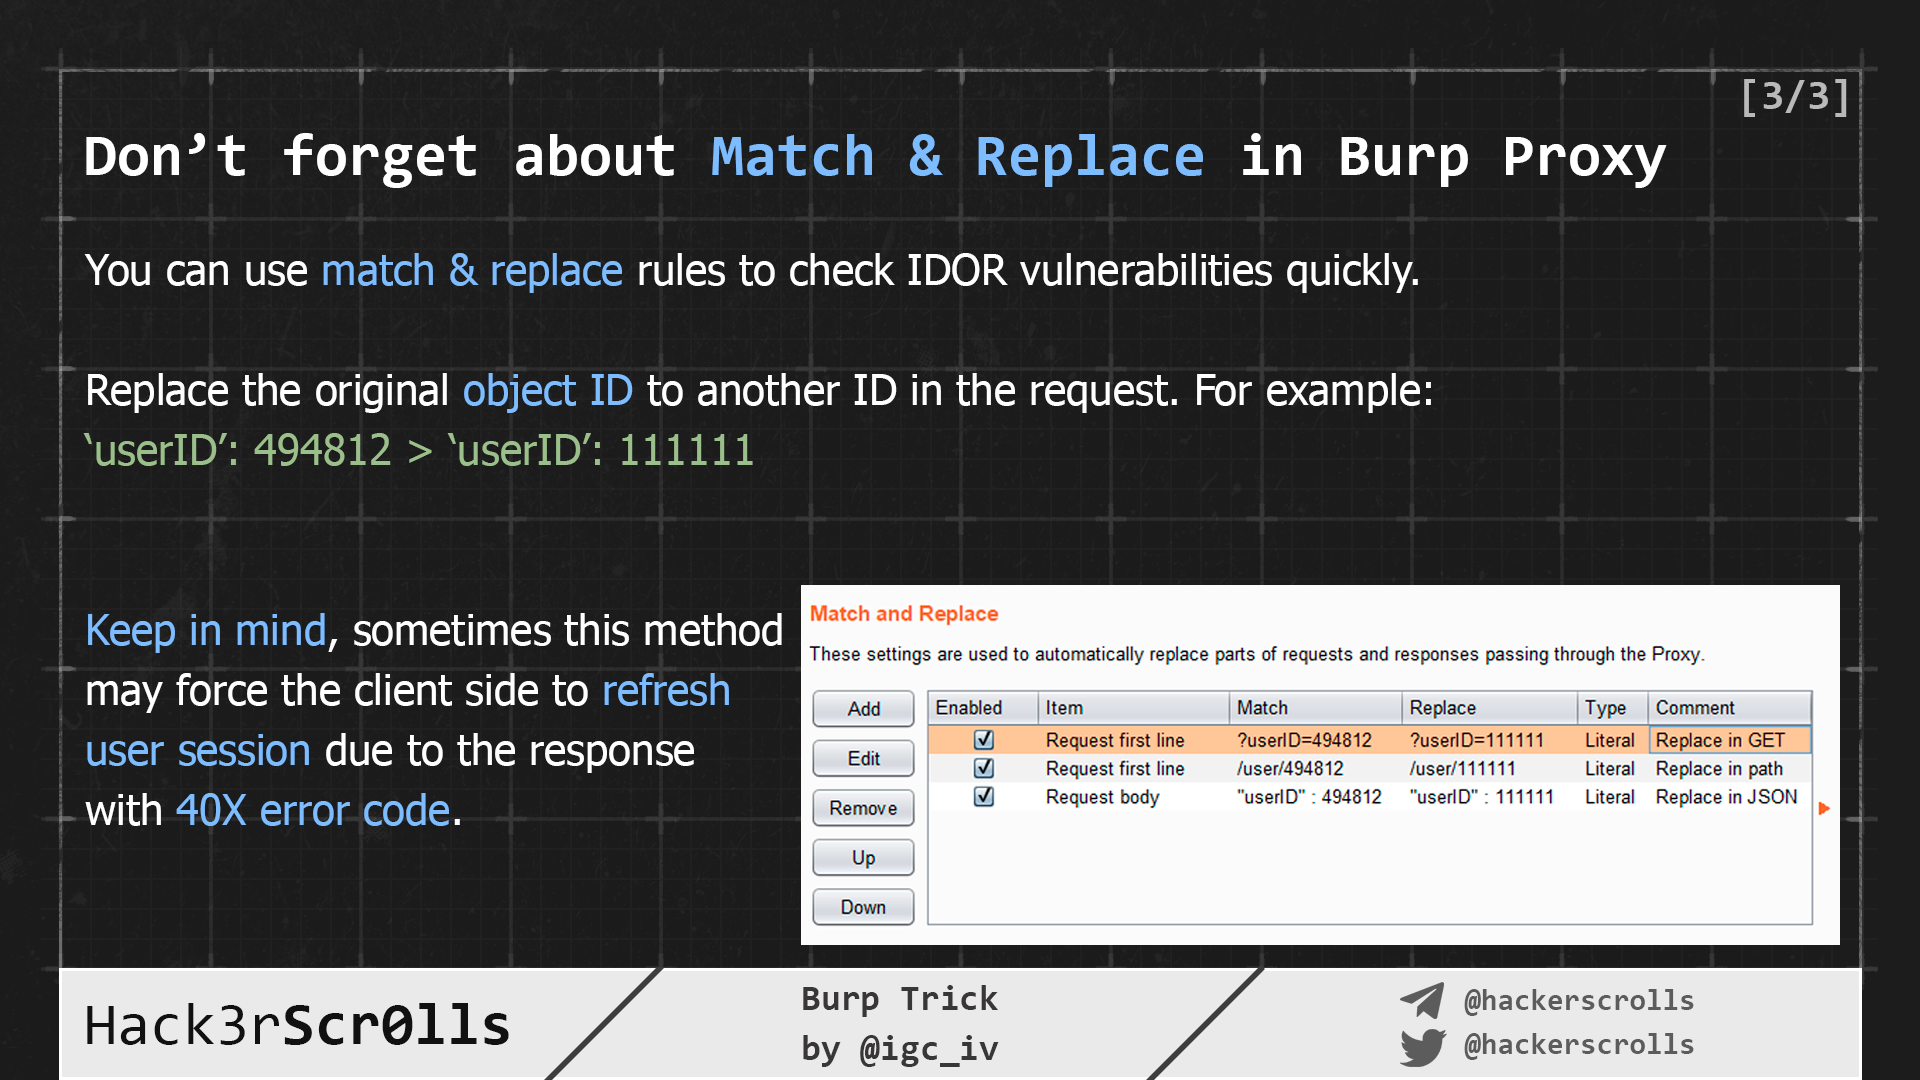 [3/3]
Don’t forget about Match & Replace in Burp Proxy
You can use match & replace rules to check IDOR vulnerabilities quickly.
Replace the original object ID to another ID in the request. For example:
‘userID’: 494812 > ‘userID’: 111111
Keep in mind, sometimes this method
may force the client side to refresh
user session due to the response
with 40X error code.
Match and Replace
These settings are used to automatically replace parts of requests and responses passing through the Proxy.
Add
Edit
Remove
Up
Down
Enabled Item Match Replace Type Comment
Request first line ?userID=494812 ?userID=111111 Literal Replace in GET
Request first line /user/494812 /user/111111 Literal Replace in path
Request body "userID" : 494812 "userID" : 111111 Literal Replace in JSON
Hack3rScr0lls
Burp Trick
by @igc_iv
@hackerscrolls
@hackerscrolls